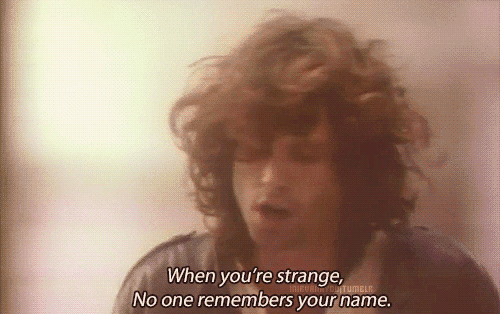 When you're strange,
No one remembers your name.